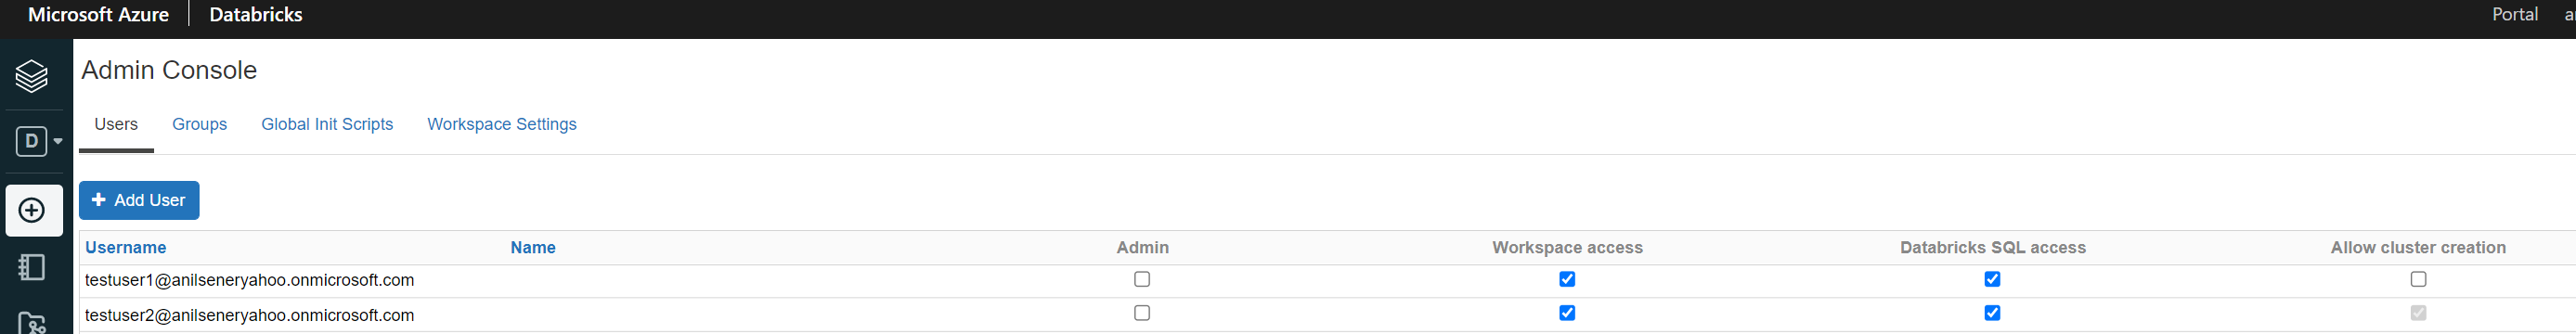 Microsoft Azure Databricks Portal
Admin Console
D
Users Groups Global Init Scripts Workspace Settings
+ Add User
Username Name Admin Workspace access Databricks SQL access Allow cluster creation
testuser1@anilseneryahoo.onmicrosoft.com
testuser2@anilseneryahoo.onmicrosoft.com